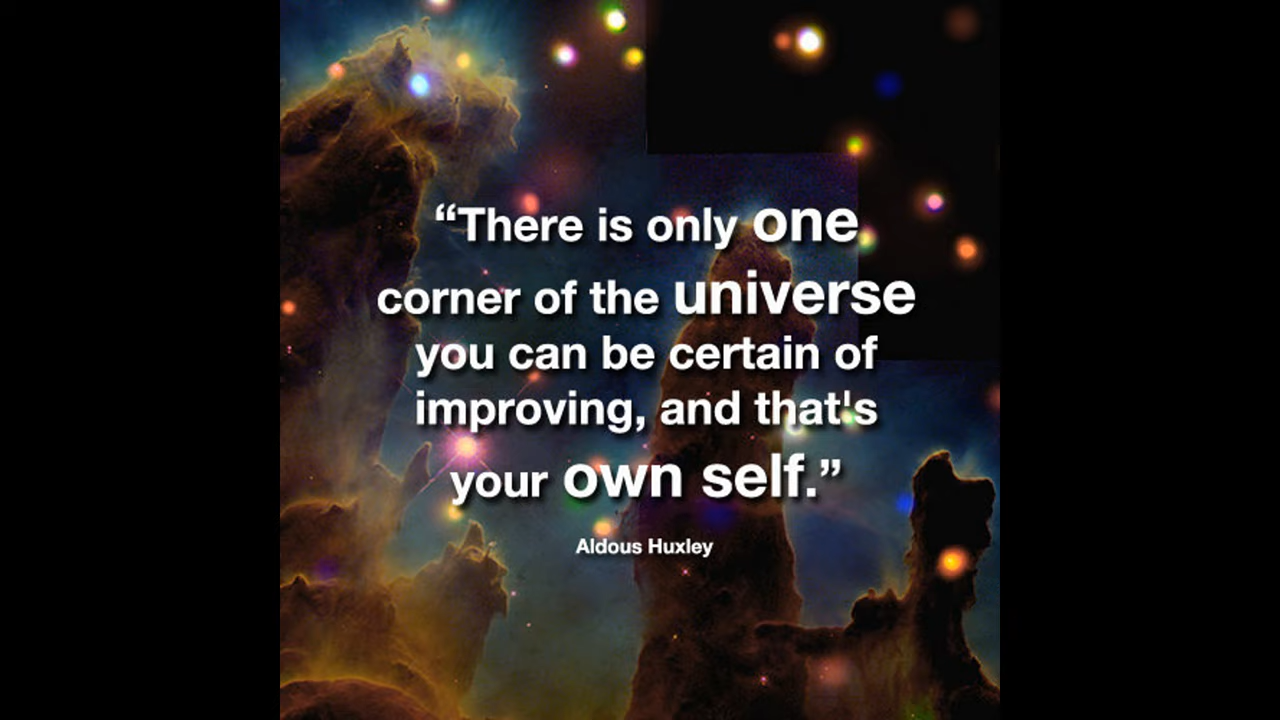 “There is only one
corner of the universe
you can be certain of
improving, and that's
your own self.”
Aldous Huxley